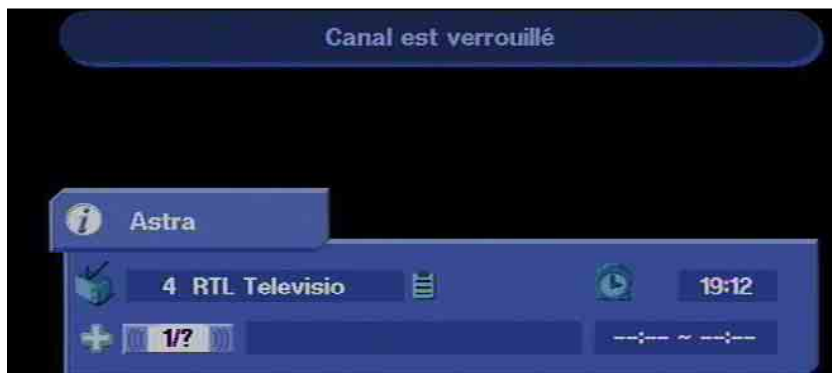 Canal est verrouillé
i Astra
4 RTL Televisio 19:12
1/? --:-- ~ --:--